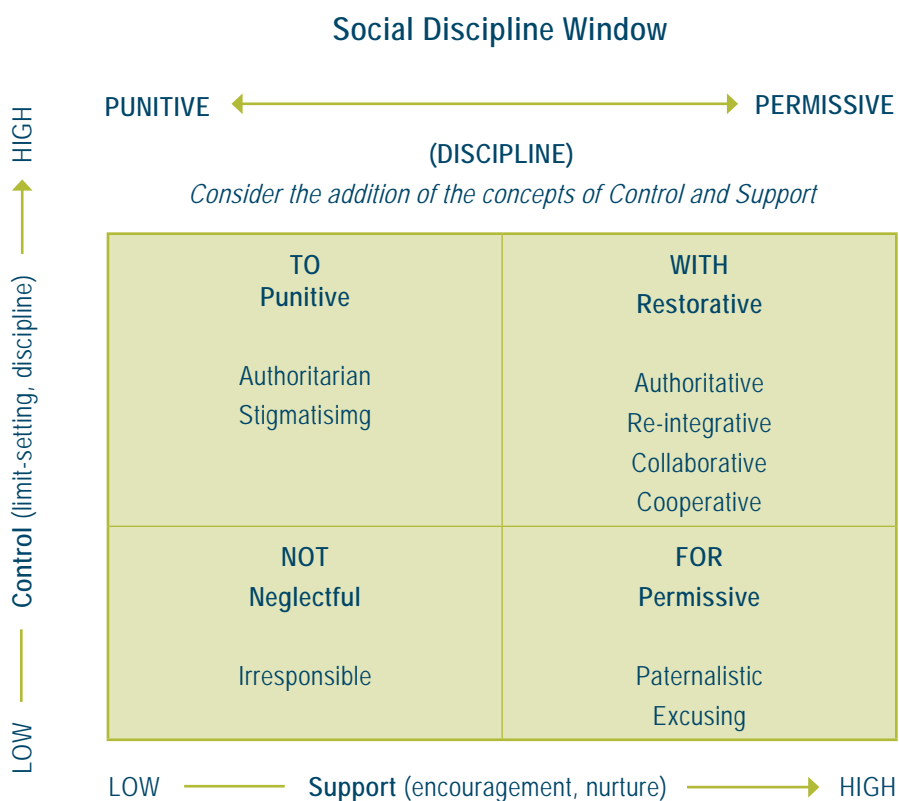 Social Discipline Window
PUNITIVE
PERMISSIVE
(DISCIPLINE)
Consider the addition of the concepts of Control and Support
HIGH
Control (limit-setting, discipline)
LOW
TO
Punitive
Authoritarian
Stigmatisimg
WITH
Restorative
Authoritative
Re-integrative
Collaborative
Cooperative
NOT
Neglectful
Irresponsible
FOR
Permissive
Paternalistic
Excusing
LOW
Support (encouragement, nurture)
HIGH